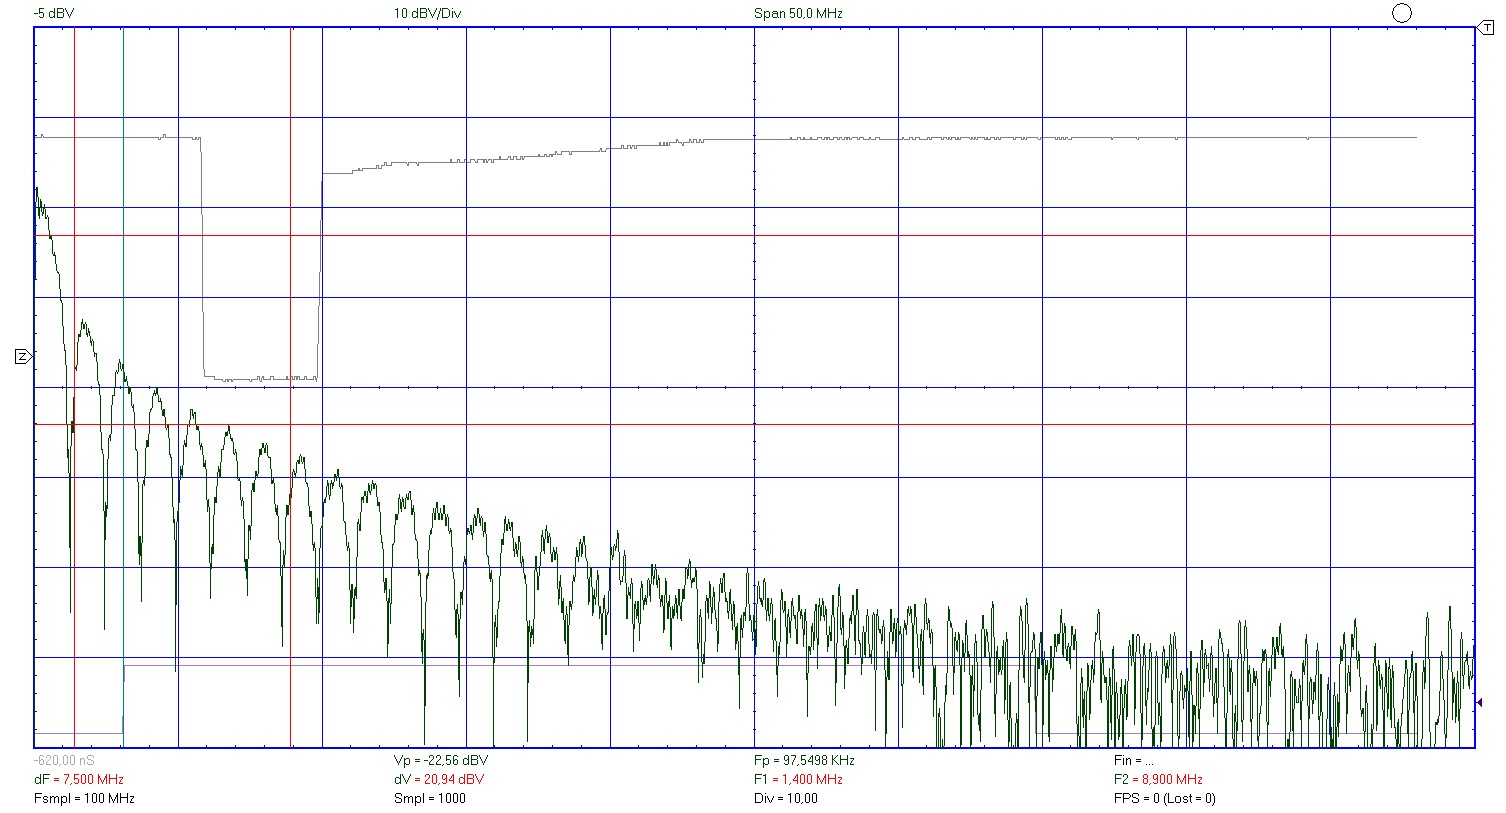 -5 dBV 10 dBV/Div Span 50,0 MHz
T
Z
-620,00 nS Vp = -22,56 dBV Fp = 97,5498 KHz Fin = ...
dF = 7,500 MHz dV = 20,94 dBV F1 = 1,400 MHz F2 = 8,900 MHz
Fsmpl = 100 MHz Smpl = 1000 Div = 10,00 FPS = 0 (Lost = 0)